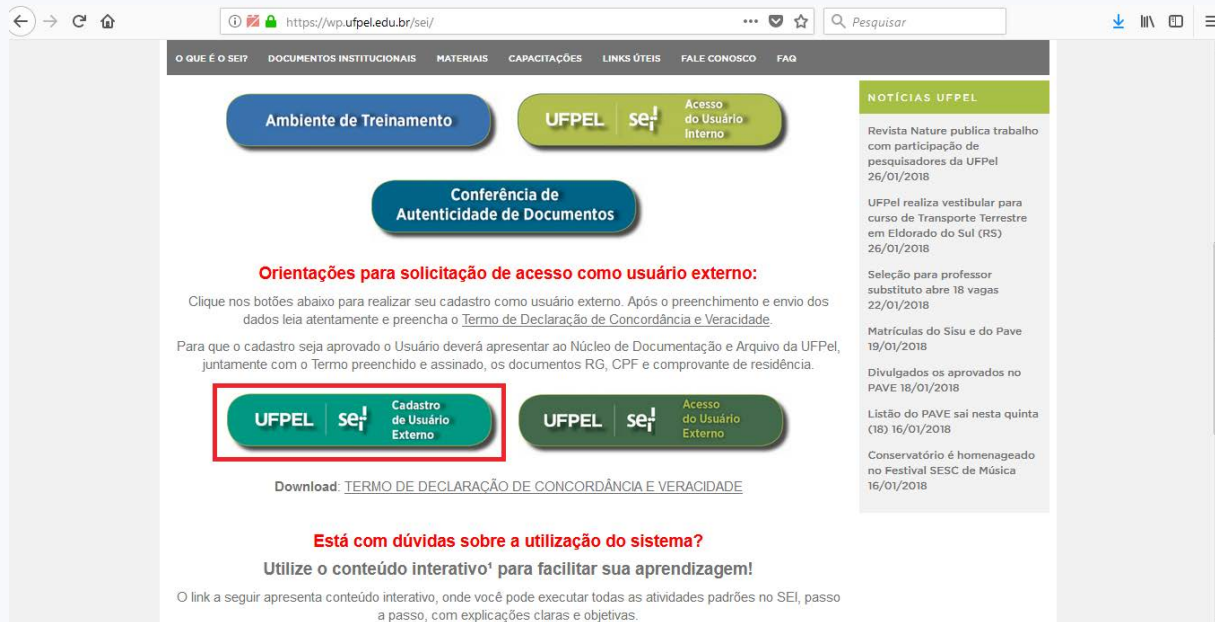 https://wp.ufpel.edu.br/sei/
Pesquisar
O QUE É O SEI? DOCUMENTOS INSTITUCIONAIS MATERIAIS CAPACITAÇÕES LINKS ÚTEIS FALE CONOSCO FAQ
Ambiente de Treinamento
UFPEL sei!
Acesso
do Usuário
Interno
Conferência de
Autenticidade de Documentos
Orientações para solicitação de acesso como usuário externo:
Clique nos botões abaixo para realizar seu cadastro como usuário externo. Após o preenchimento e envio dos
dados leia atentamente e preencha o Termo de Declaração de Concordância e Veracidade.
Para que o cadastro seja aprovado o Usuário deverá apresentar ao Núcleo de Documentação e Arquivo da UFPel,
juntamente com o Termo preenchido e assinado, os documentos RG, CPF e comprovante de residência.
UFPEL sei!
Cadastro
de Usuário
Externo
UFPEL sei!
Acesso
do Usuário
Externo
Download: TERMO DE DECLARAÇÃO DE CONCORDÂNCIA E VERACIDADE
Está com dúvidas sobre a utilização do sistema?
Utilize o conteúdo interativo¹ para facilitar sua aprendizagem!
O link a seguir apresenta conteúdo interativo, onde você pode executar todas as atividades padrões no SEI, passo
a passo, com explicações claras e objetivas.
NOTÍCIAS UFPEL
Revista Nature publica trabalho
com participação de
pesquisadores da UFPel
26/01/2018
UFPel realiza vestibular para
curso de Transporte Terrestre
em Eldorado do Sul (RS)
26/01/2018
Seleção para professor
substituto abre 18 vagas
22/01/2018
Matrículas do Sisu e do Pave
19/01/2018
Divulgados os aprovados no
PAVE 18/01/2018
Listão do PAVE sai nesta quinta
(18) 16/01/2018
Conservatório é homenageado
no Festival SESC de Música
16/01/2018